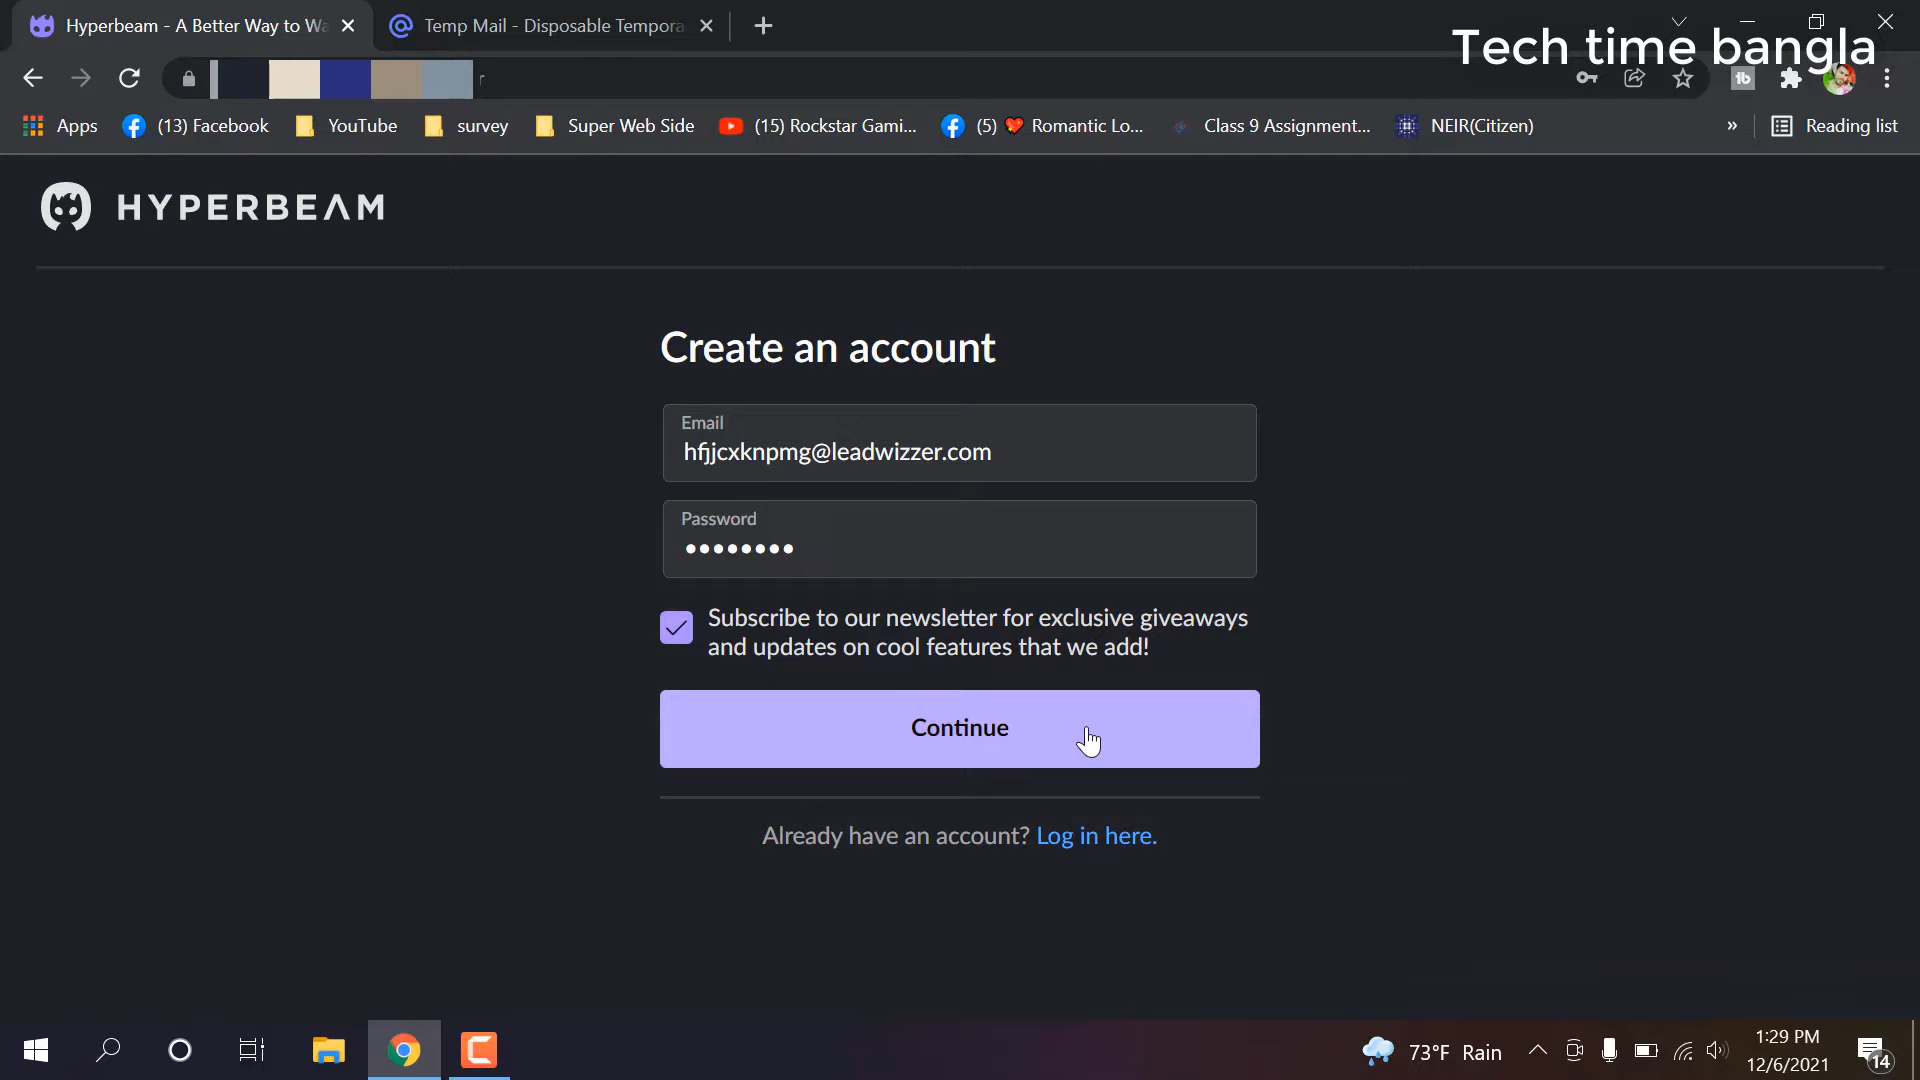 Hyperbeam - A Better Way to Wa
Temp Mail - Disposable Tempora
Tech time bangla
Apps
(13) Facebook
YouTube
survey
Super Web Side
(15) Rockstar Gami...
(5) ❤️ Romantic Lo...
Class 9 Assignment...
NEIR(Citizen)
»
Reading list
HYPERBEAM
Create an account
Email
hfjjcxknpmg@leadwizzer.com
Password
••••••••
Subscribe to our newsletter for exclusive giveaways
and updates on cool features that we add!
Continue
Already have an account? Log in here.
73°F Rain
1:29 PM
12/6/2021
14